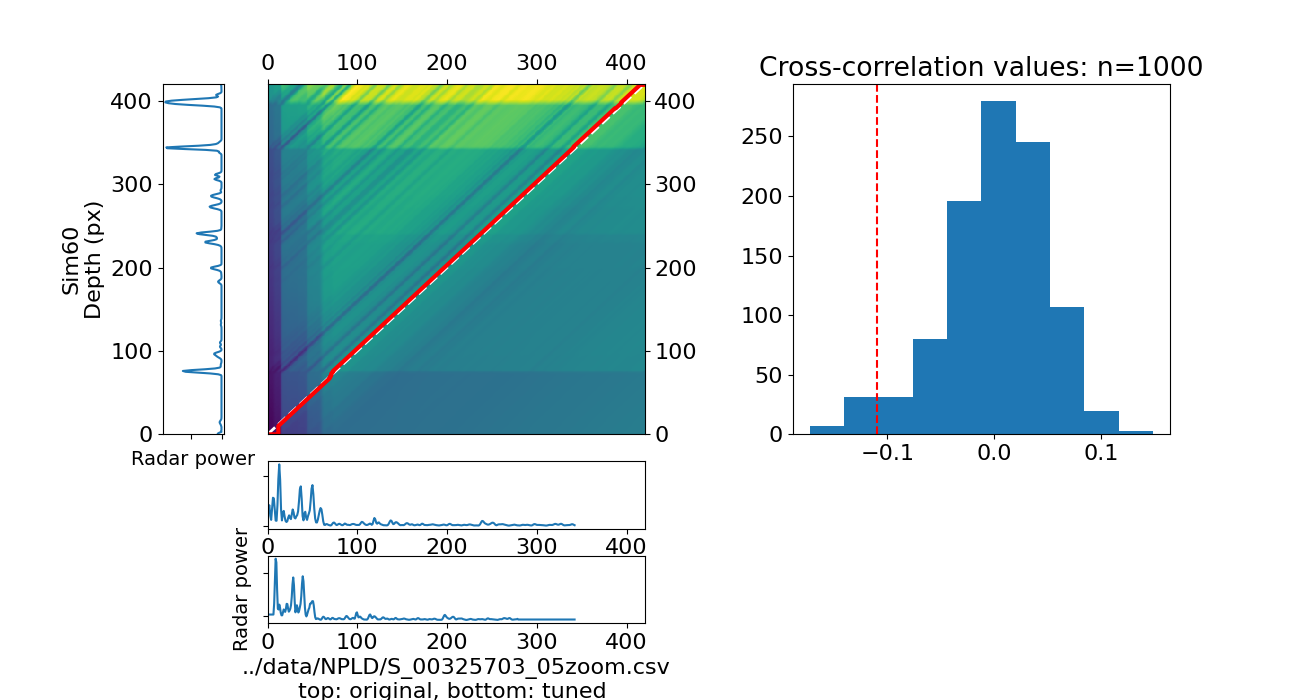 Cross-correlation values: n=1000
0 100 200 300 400
400
300
200
100
0
Sim60
Depth (px)
Radar power
400
300
200
100
0
250
200
150
100
50
0
−0.1 0.0 0.1
0 100 200 300 400
Radar power
0 100 200 300 400
../data/NPLD/S_00325703_05zoom.csv
top: original, bottom: tuned